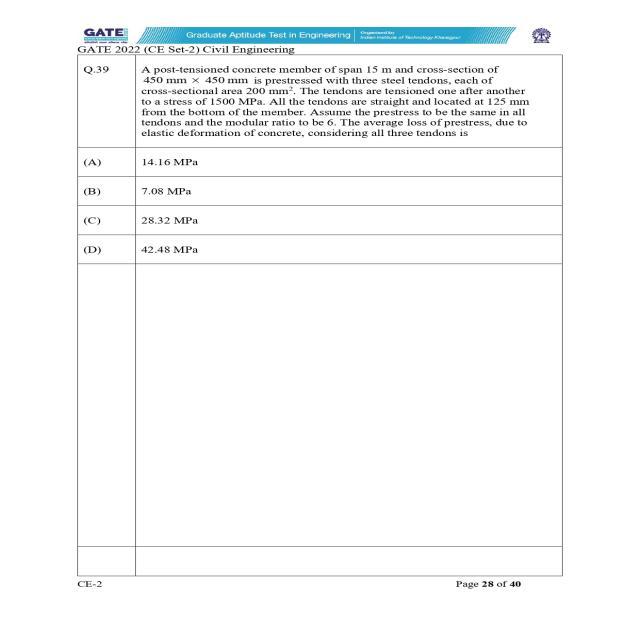 GATE
Graduate Aptitude Test in Engineering
Organised by
Indian Institute of Technology Kharagpur
GATE 2022 (CE Set-2) Civil Engineering
Q.39 A post-tensioned concrete member of span 15 m and cross-section of
450 mm × 450 mm is prestressed with three steel tendons, each of
cross-sectional area 200 mm². The tendons are tensioned one after another
to a stress of 1500 MPa. All the tendons are straight and located at 125 mm
from the bottom of the member. Assume the prestress to be the same in all
tendons and the modular ratio to be 6. The average loss of prestress, due to
elastic deformation of concrete, considering all three tendons is
(A) 14.16 MPa
(B) 7.08 MPa
(C) 28.32 MPa
(D) 42.48 MPa
CE-2 Page 28 of 40